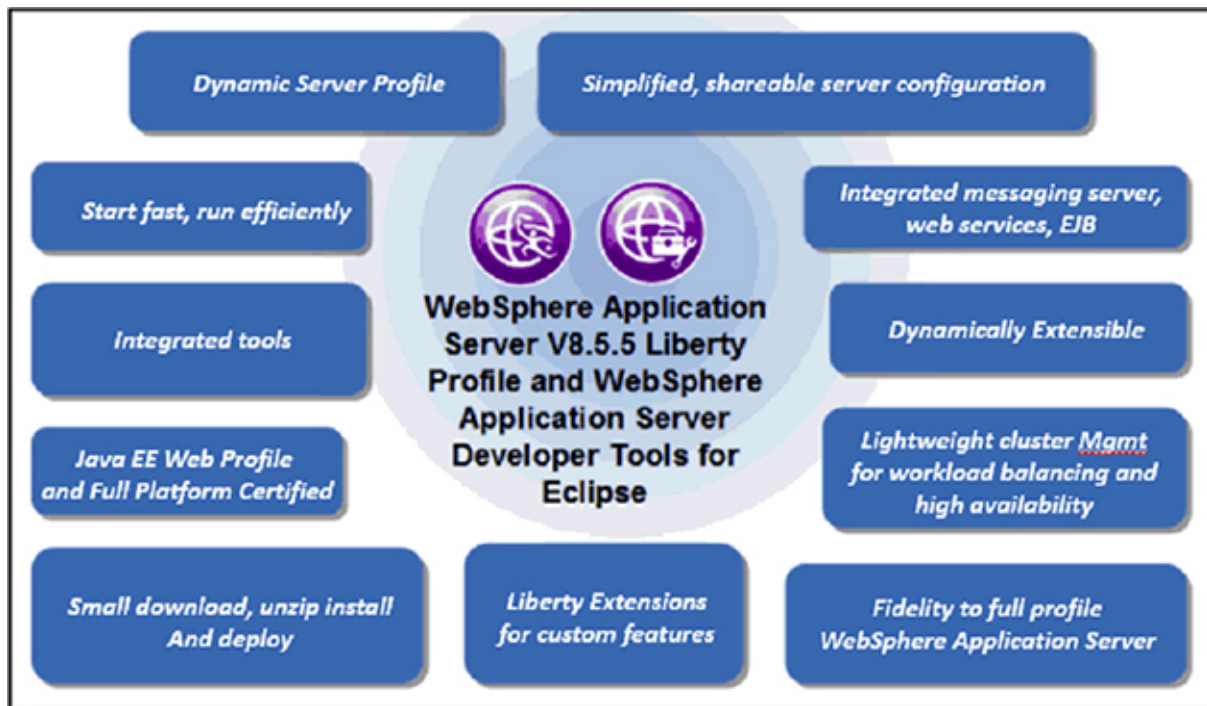 Dynamic Server Profile
Simplified, shareable server configuration
Start fast, run efficiently
Integrated messaging server,
web services, EJB
Integrated tools
WebSphere Application
Server V8.5.5 Liberty
Profile and WebSphere
Application Server
Developer Tools for
Eclipse
Dynamically Extensible
Java EE Web Profile
and Full Platform Certified
Lightweight cluster Mgmt
for workload balancing and
high availability
Small download, unzip install
And deploy
Liberty Extensions
for custom features
Fidelity to full profile
WebSphere Application Server